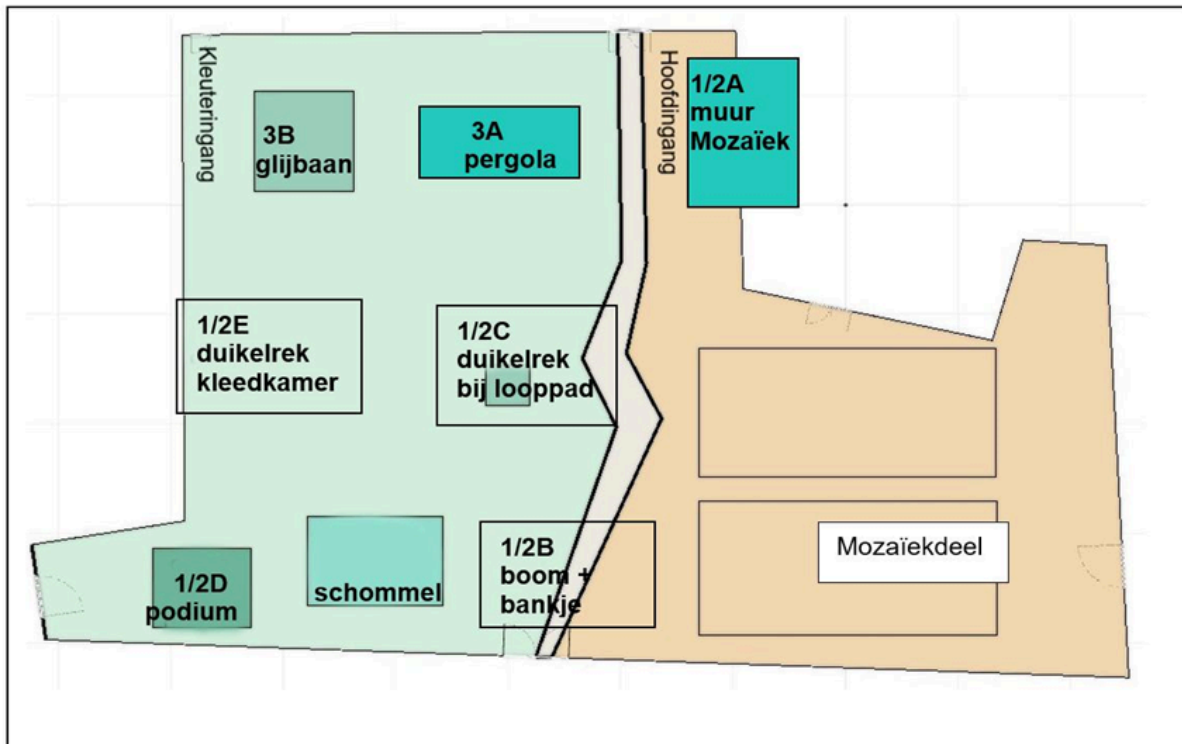 Kleuteringang
Hoofdingang
1/2A
muur
Mozaïek
3B
glijbaan
3A
pergola
1/2E
duikelrek
kleedkamer
1/2C
duikelrek
bij looppad
1/2B
boom +
bankje
Mozaïekdeel
1/2D
podium
schommel